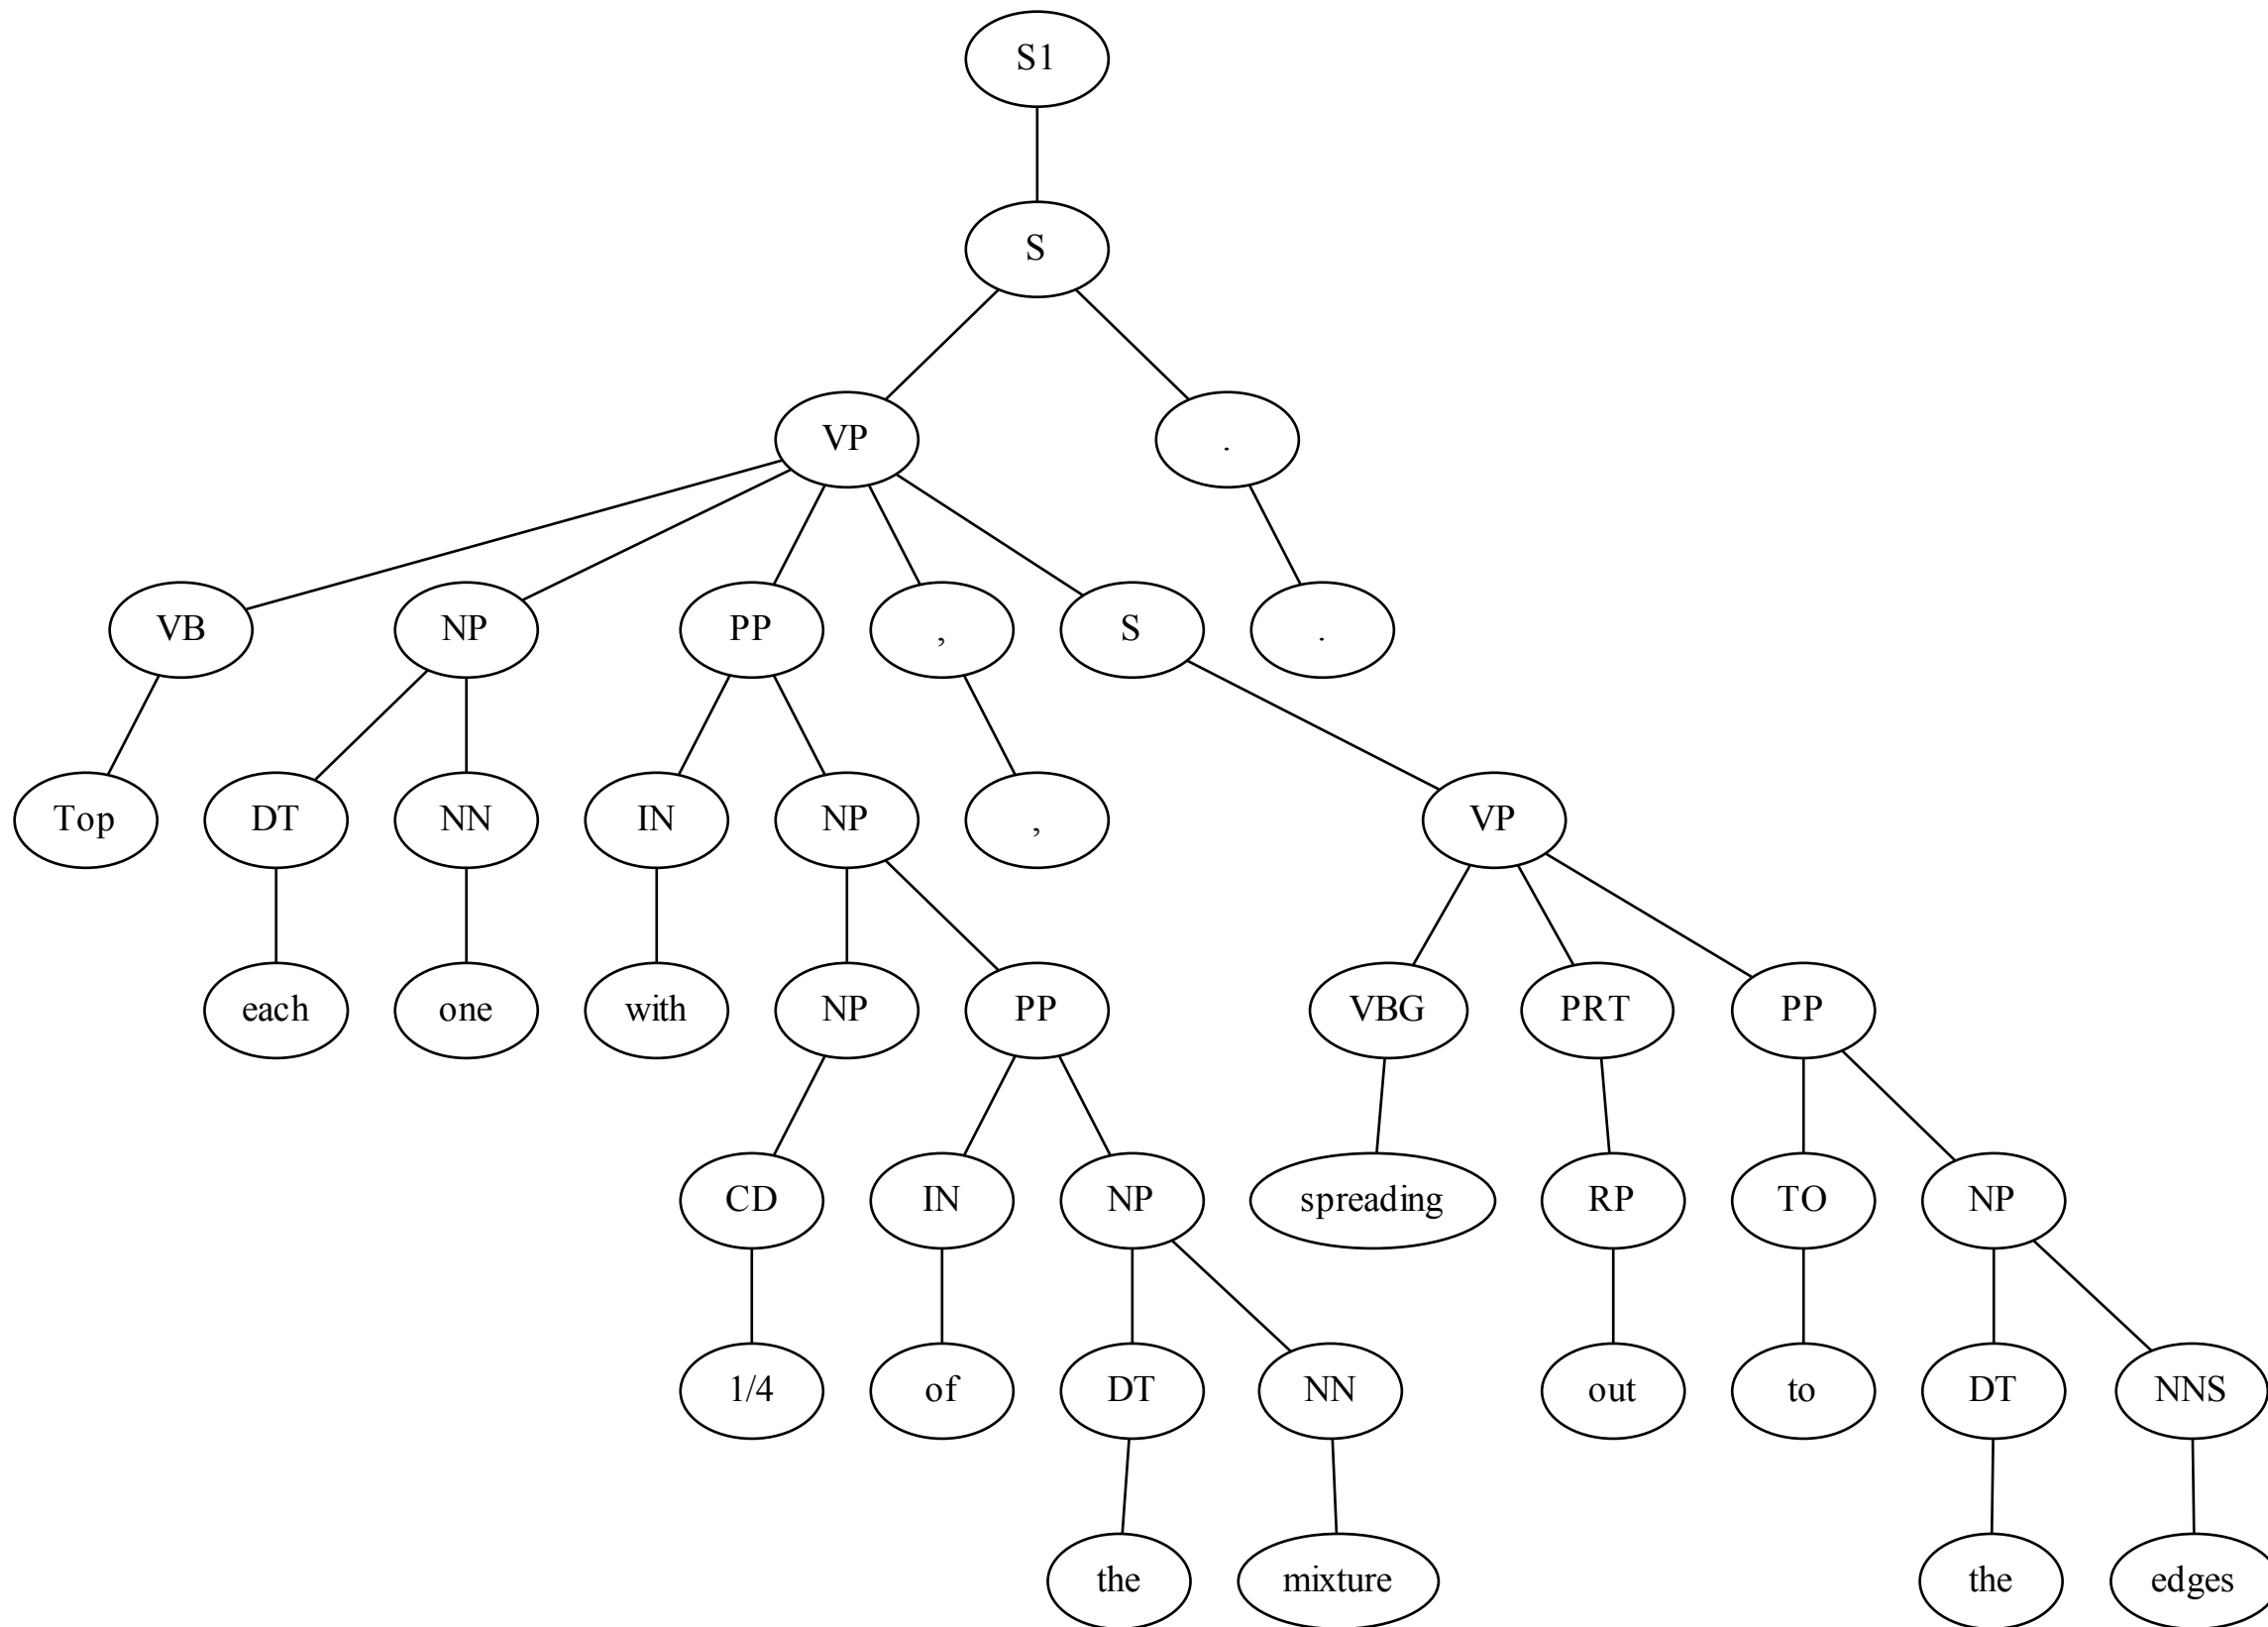 S1
S
VP .
VB NP PP , S .
Top DT NN IN NP , VP
each one with NP PP VBG PRT PP
CD IN NP spreading RP TO NP
1/4 of DT NN out to DT NNS
the mixture the edges